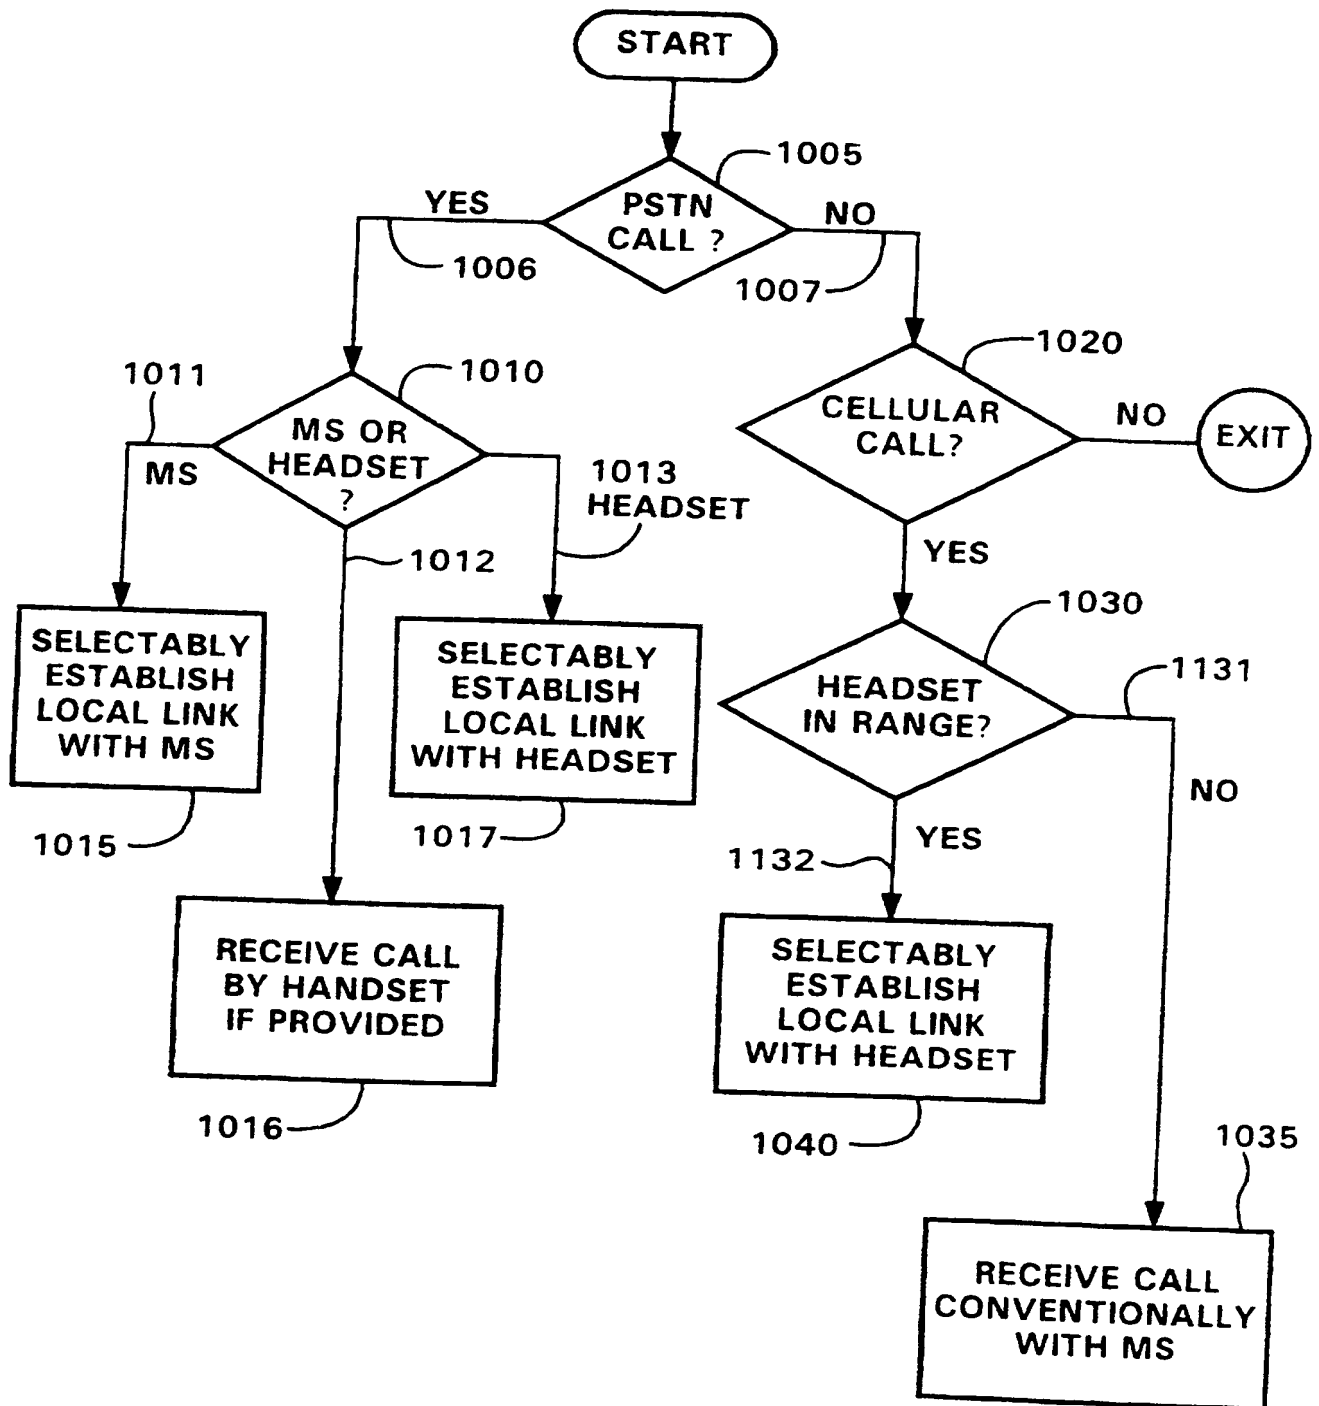 START
1005
PSTN
CALL ?
YES
NO
1006
1007
1020
1011
1010
CELLULAR
CALL?
NO
EXIT
MS OR
HEADSET
?
MS
1013
HEADSET
1012
YES
1030
HEADSET
IN RANGE?
1131
SELECTABLY
ESTABLISH
LOCAL LINK
WITH MS
1015
SELECTABLY
ESTABLISH
LOCAL LINK
WITH HEADSET
1017
NO
YES
1132
RECEIVE CALL
BY HANDSET
IF PROVIDED
1016
SELECTABLY
ESTABLISH
LOCAL LINK
WITH HEADSET
1040
1035
RECEIVE CALL
CONVENTIONALLY
WITH MS